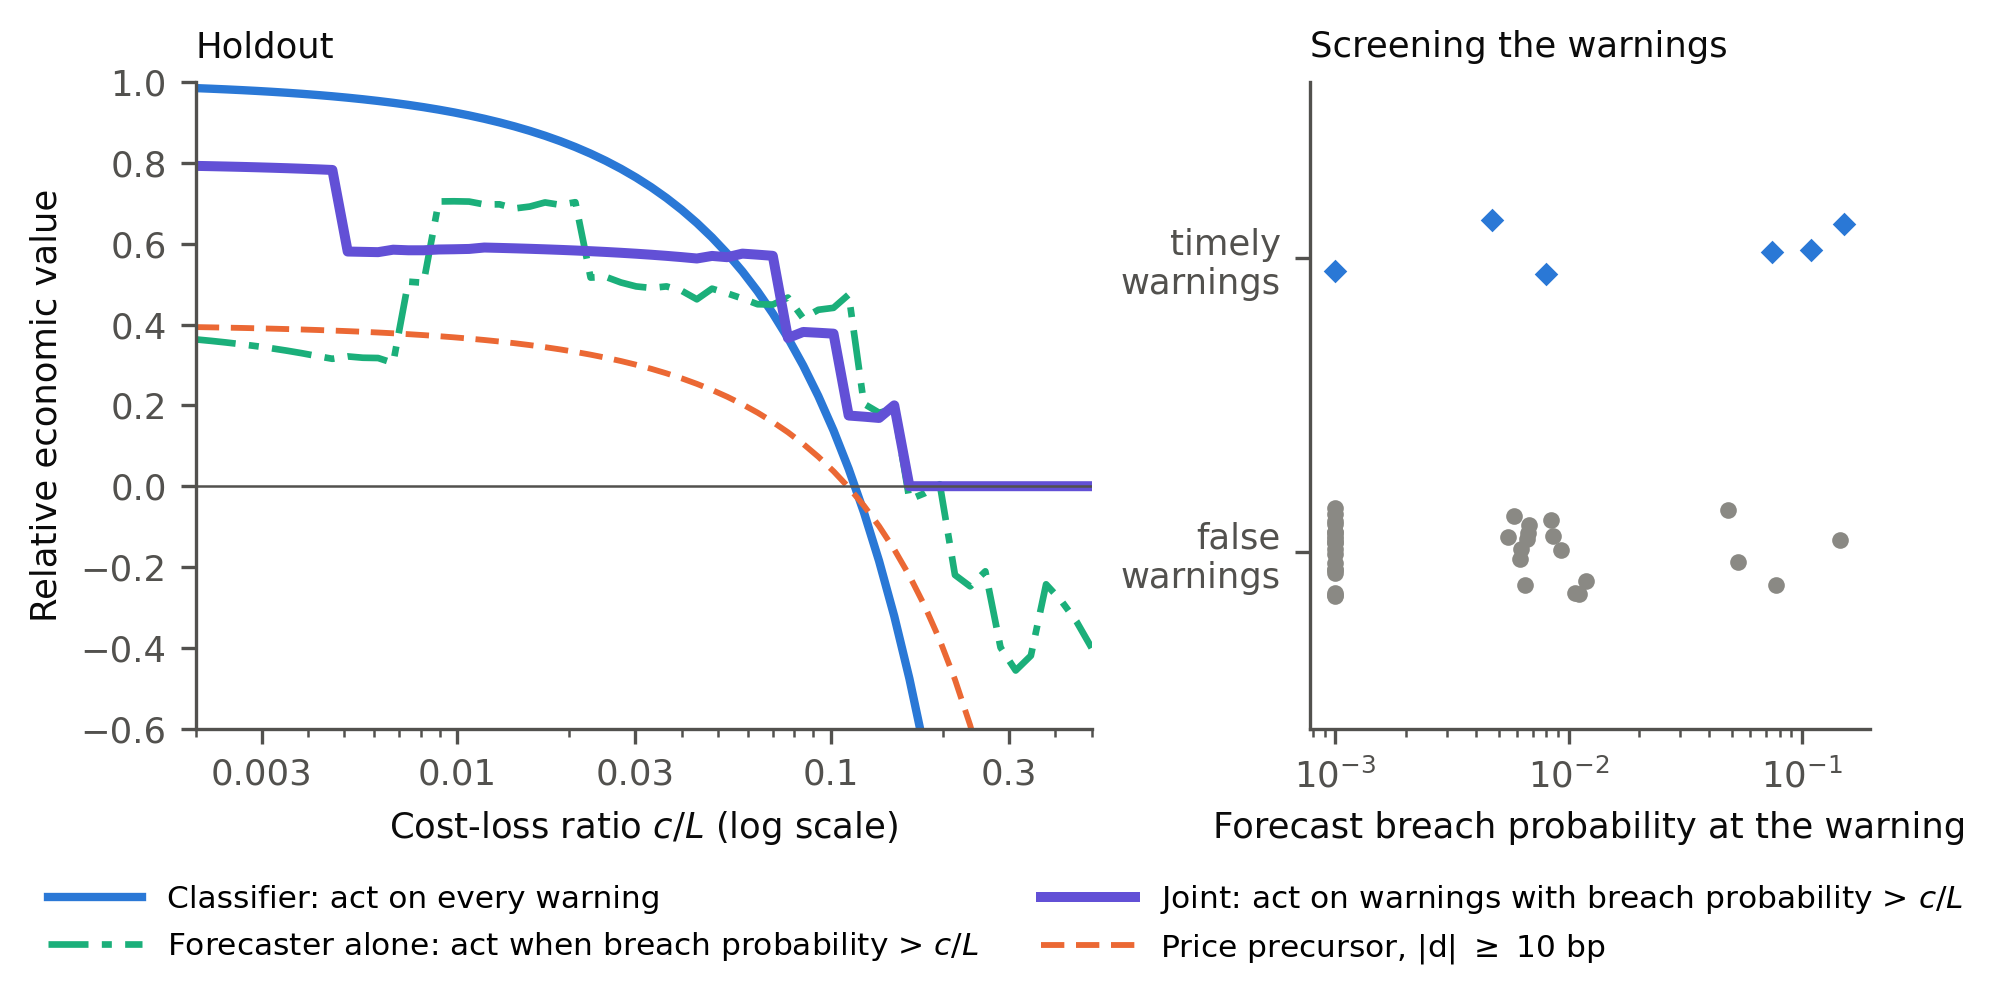 Holdout
Screening the warnings
Relative economic value
1.0
0.8
0.6
0.4
0.2
0.0
−0.2
−0.4
−0.6
0.003
0.01
0.03
0.1
0.3
Cost-loss ratio c/L (log scale)
timely
warnings
false
warnings
10⁻³
10⁻²
10⁻¹
Forecast breach probability at the warning
Classifier: act on every warning
Forecaster alone: act when breach probability > c/L
Joint: act on warnings with breach probability > c/L
Price precursor, |d| ≥ 10 bp